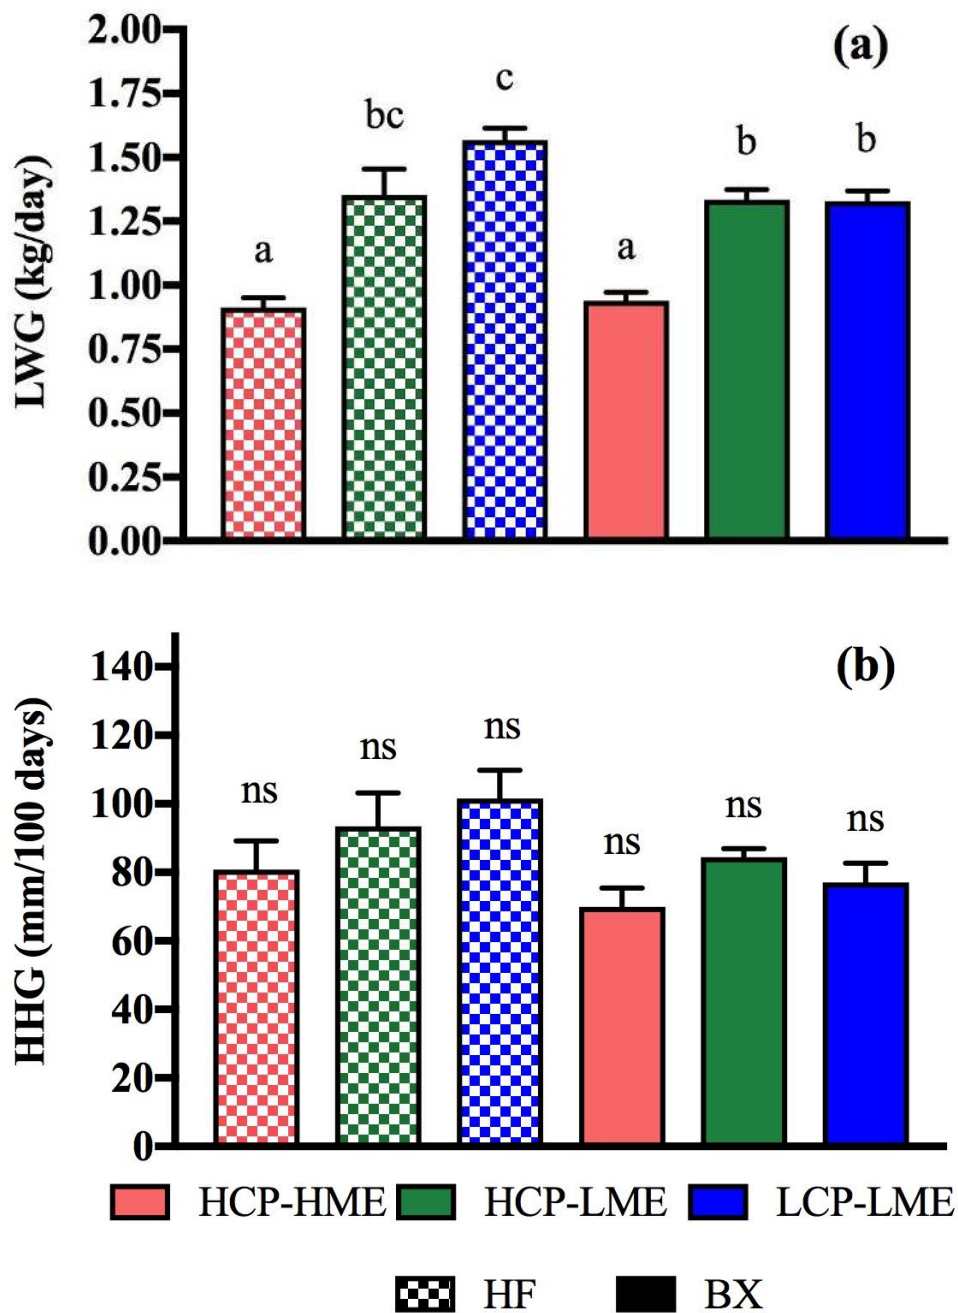 (a)
LWG (kg/day)
2.00
1.75
1.50
1.25
1.00
0.75
0.50
0.25
0.00
a
bc
c
a
b
b
(b)
HHG (mm/100 days)
140
120
100
80
60
40
20
0
ns
ns
ns
ns
ns
ns
HCP-HME HCP-LME LCP-LME
HF BX